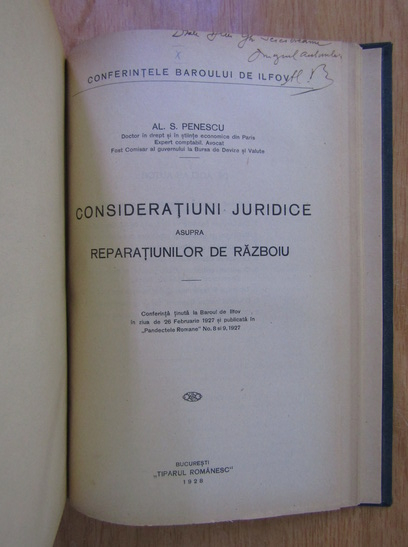 CONFERINȚELE BAROULUI DE ILFOV
AL. S. PENESCU
Doctor în drept și în științe economice din Paris
Expert contabil, Avocat
Fost Comisar al guvernului la Bursa de Devize și Valute
CONSIDERAȚIUNI JURIDICE
ASUPRA
REPARAȚIUNILOR DE RĂZBOIU
Conferință ținută la Baroul de Ilfov
în ziua de 26 Februarie 1927 și publicată în
„Pandectele Romane" No. 8 și 9, 1927
BUCUREȘTI
„TIPARUL ROMÂNESC"
1928